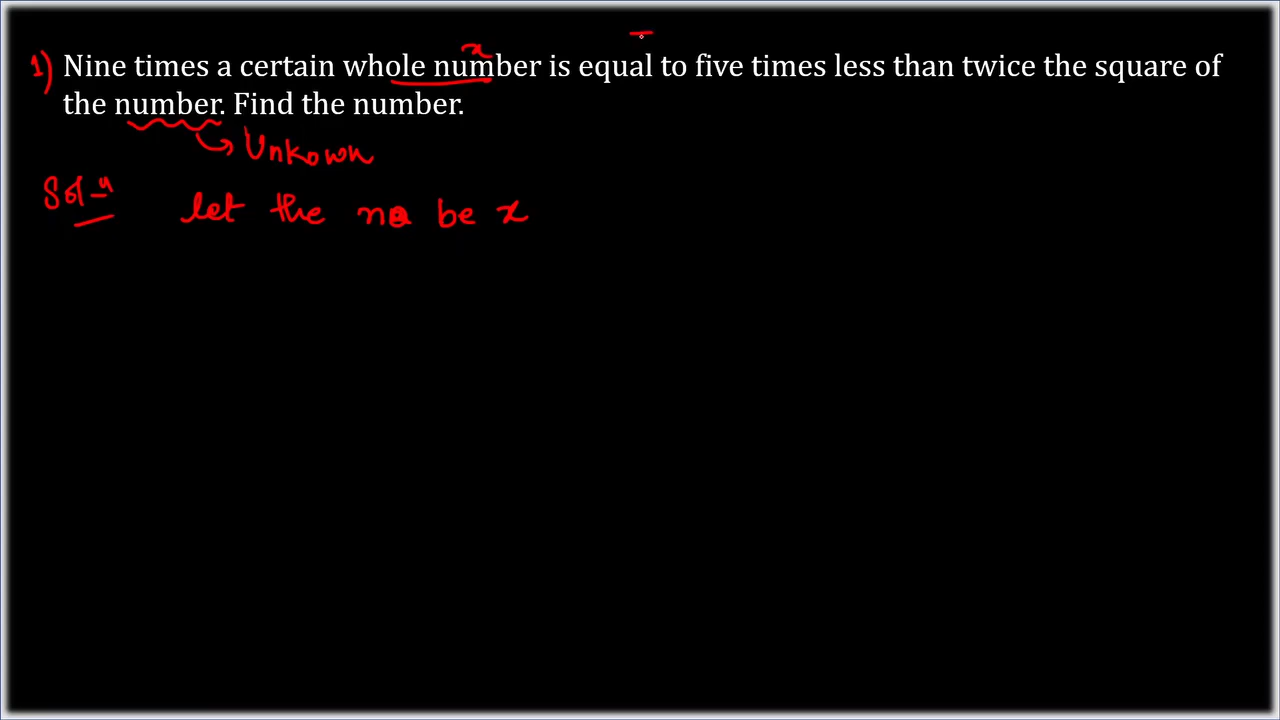 x
1) Nine times a certain whole number is equal to five times less than twice the square of
the number. Find the number.
Unkown
Soln
let the no be x